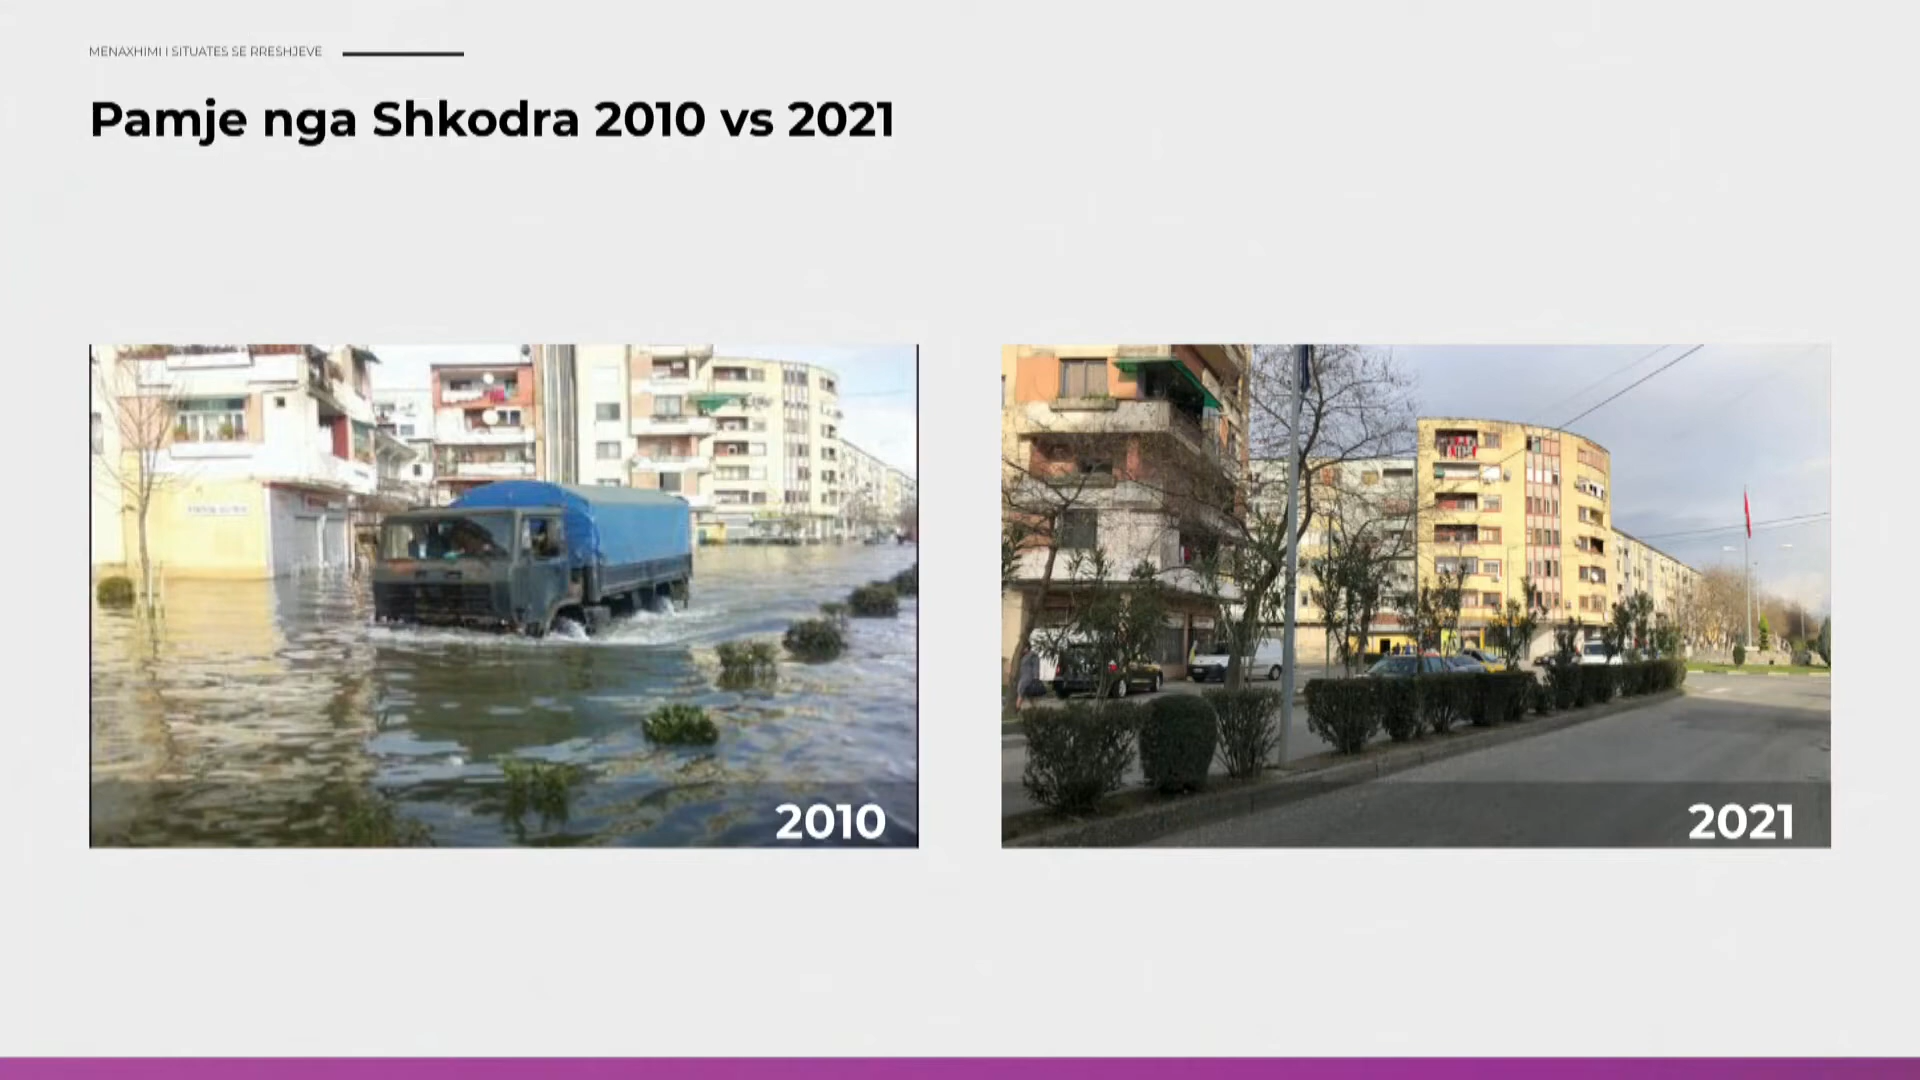 MENAXHIMI I SITUATES SE RRESHJEVE
Pamje nga Shkodra 2010 vs 2021
2010
2021